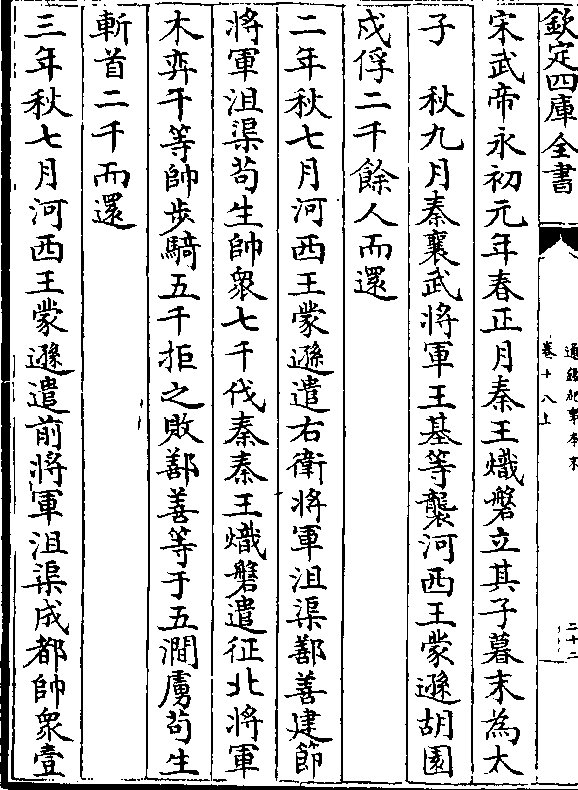 欽定四庫全書
通鑑紀事本末
卷十八上
二十二
宋武帝永初元年春正月秦王熾磐立其子暮末為太
子　秋九月秦襄武將軍王基等襲河西王蒙遜胡園
戍俘二千餘人而還
二年秋七月河西王蒙遜遣右衛將軍沮渠鄯善建節
將軍沮渠苟生帥衆七千伐秦秦王熾磐遣征北將軍
木弈干等帥步騎五千拒之敗鄯善等于五澗虜苟生
斬首二千而還
三年秋七月河西王蒙遜遣前將軍沮渠成都帥衆壹